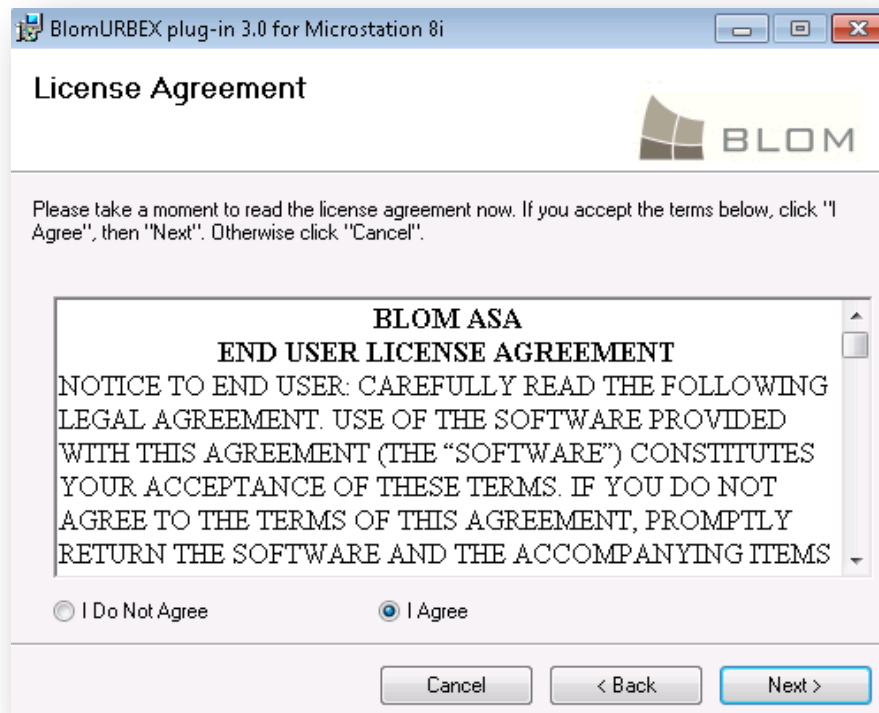 BlomURBEX plug-in 3.0 for Microstation 8i
License Agreement
BLOM
Please take a moment to read the license agreement now. If you accept the terms below, click "I
Agree", then "Next". Otherwise click "Cancel".
BLOM ASA
END USER LICENSE AGREEMENT
NOTICE TO END USER: CAREFULLY READ THE FOLLOWING
LEGAL AGREEMENT. USE OF THE SOFTWARE PROVIDED
WITH THIS AGREEMENT (THE “SOFTWARE”) CONSTITUTES
YOUR ACCEPTANCE OF THESE TERMS. IF YOU DO NOT
AGREE TO THE TERMS OF THIS AGREEMENT, PROMPTLY
RETURN THE SOFTWARE AND THE ACCOMPANYING ITEMS
I Do Not Agree
I Agree
Cancel
< Back
Next >